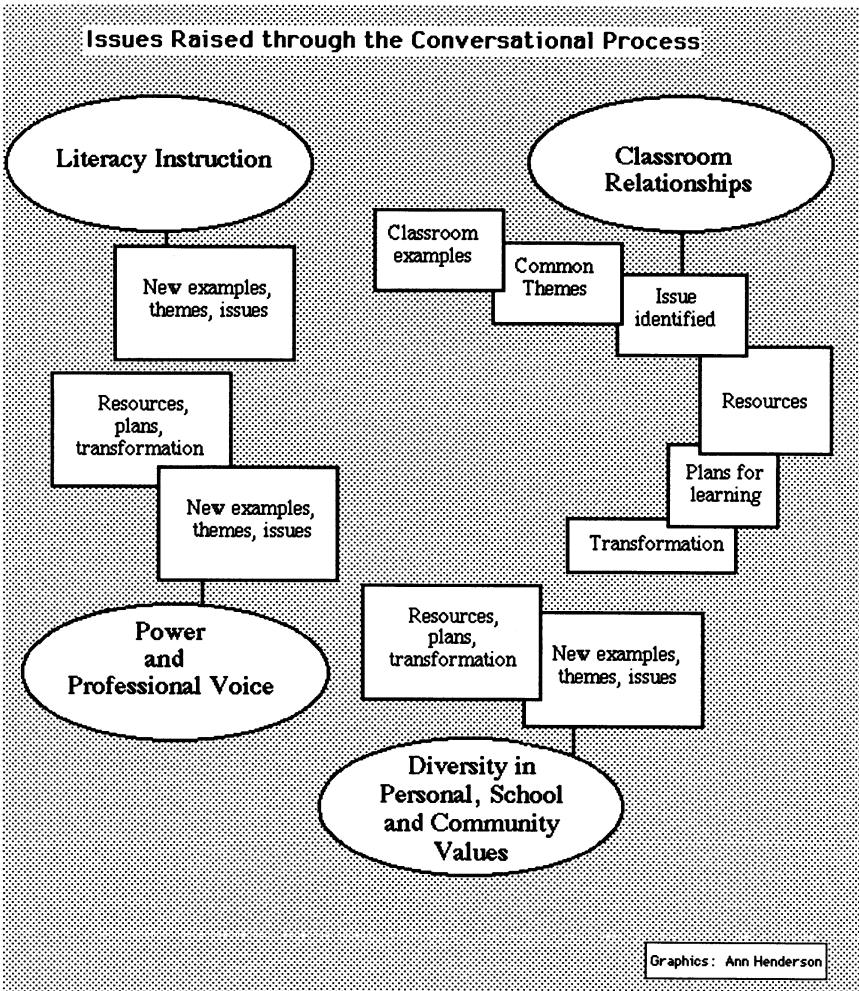 Issues Raised through the Conversational Process
Literacy Instruction
New examples,
themes, issues
Resources,
plans,
transformation
New examples,
themes, issues
Power
and
Professional Voice
Classroom
Relationships
Classroom
examples
Common
Themes
Issue
identified
Resources
Plans for
learning
Transformation
Resources,
plans,
transformation
New examples,
themes, issues
Diversity in
Personal, School
and Community
Values
Graphics: Ann Henderson